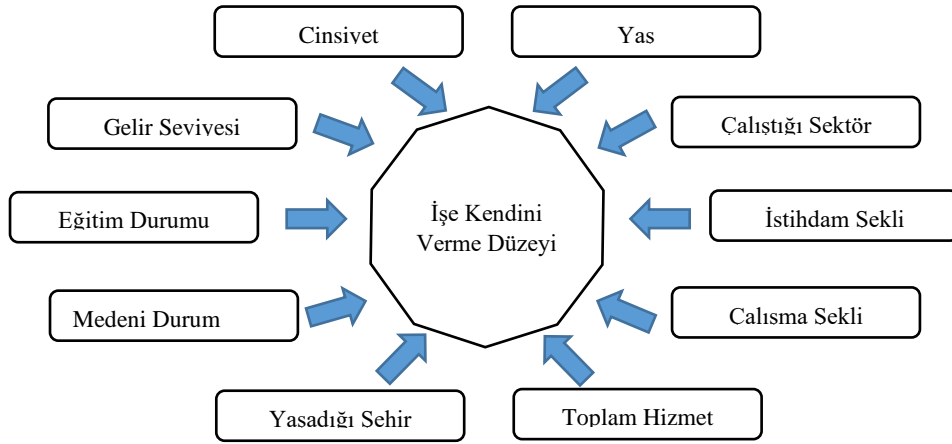 Cinsiyet
Yas
Gelir Seviyesi
Çalıştığı Sektör
Eğitim Durumu
İşe Kendini
Verme Düzeyi
İstihdam Sekli
Medeni Durum
Calısma Sekli
Yasadığı Sehir
Toplam Hizmet